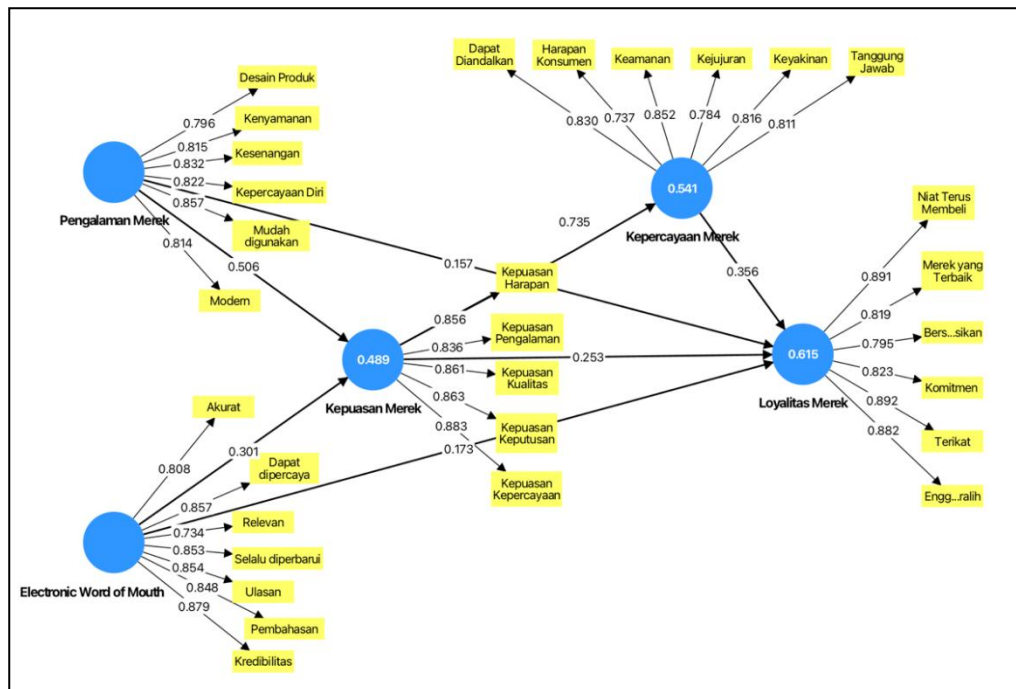 Desain Produk
0.796
Kenyamanan
0.815
Kesenangan
0.832
Kepercayaan Diri
0.822
Mudah
digunakan
0.857
Modern
0.814
Pengalaman Merek
0.506
0.157
Dapat
Diandalkan
Harapan
Konsumen
Keamanan
Kejujuran
Keyakinan
Tanggung
Jawab
0.830
0.737
0.852
0.784
0.816
0.811
0.541
Kepercayaan Merek
0.735
0.356
Kepuasan
Harapan
0.856
Kepuasan
Pengalaman
0.836
Kepuasan
Kualitas
0.861
Kepuasan
Keputusan
0.863
Kepuasan
Kepercayaan
0.883
0.489
Kepuasan Merek
0.253
0.301
0.173
Akurat
0.808
Dapat
dipercaya
0.857
Relevan
0.734
Selalu diperbarui
0.853
Ulasan
0.854
Pembahasan
0.848
Kredibilitas
0.879
Electronic Word of Mouth
Niat Terus
Membeli
0.891
Merek yang
Terbaik
0.819
Bers...sikan
0.795
Komitmen
0.823
Terikat
0.892
Engg...ralih
0.882
0.615
Loyalitas Merek